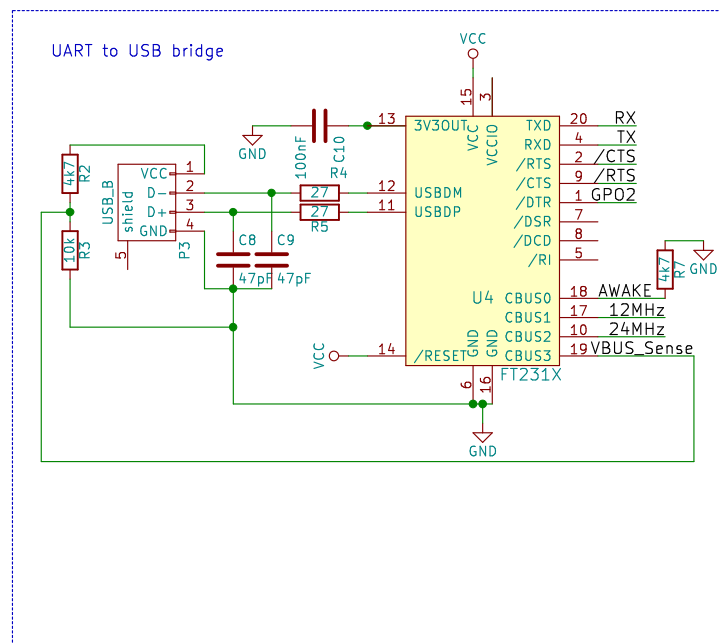 UART to USB bridge
VCC
15
3
13
3V3OUT
VCC
VCCIO
TXD
20
RX
RXD
4
TX
/RTS
2
/CTS
/CTS
9
/RTS
/DTR
1
GPO2
/DSR
7
/DCD
8
/RI
5
GND
100nF
C10
4k7
R2
USB_B
shield
VCC
1
D-
2
D+
3
GND
4
5
P3
R4
27
12
USBDM
27
11
USBDP
R5
10k
R3
C8
C9
47pF
47pF
U4
CBUS0
18
AWAKE
4k7
R7
GND
CBUS1
17
12MHz
CBUS2
10
24MHz
CBUS3
19
VBUS_Sense
VCC
14
/RESET
GND
GND
FT231X
6
16
GND